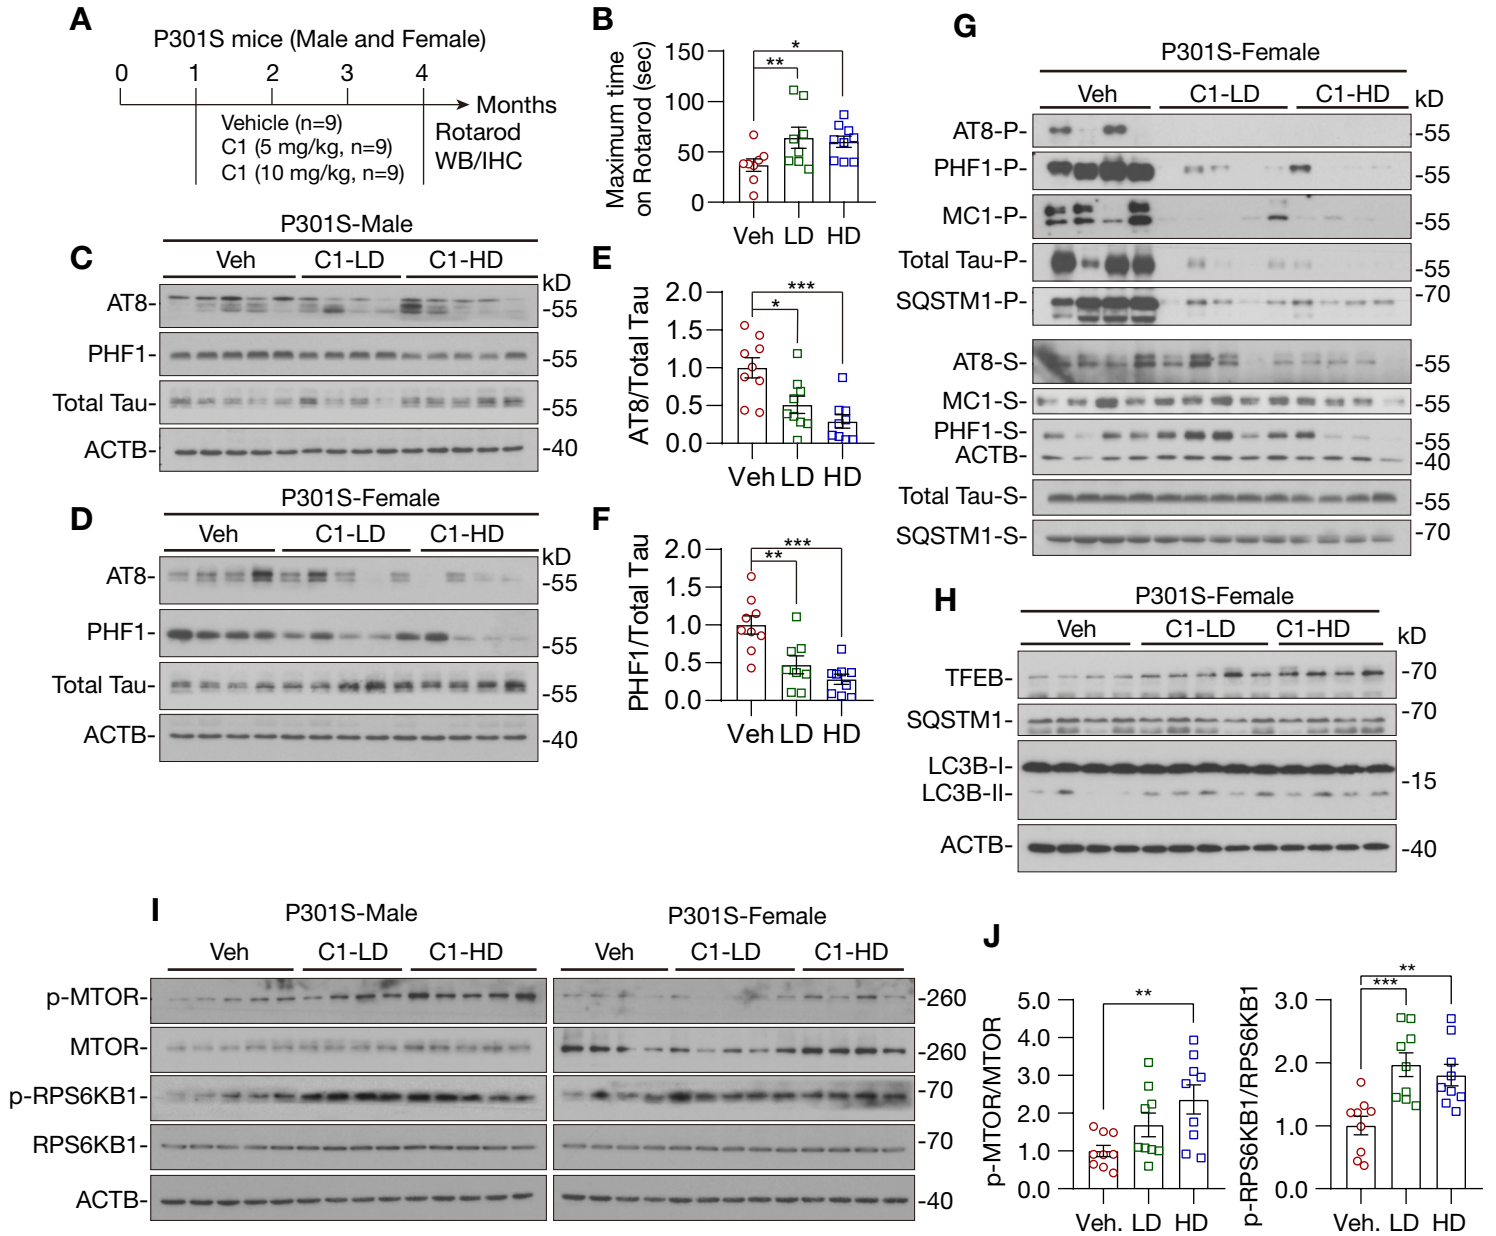 A
P301S mice (Male and Female)
0 1 2 3 4
Months
Vehicle (n=9)
C1 (5 mg/kg, n=9)
C1 (10 mg/kg, n=9)
Rotarod
WB/IHC
B
Maximum time
on Rotarod (sec)
150
100
50
0
*
**
Veh LD HD
C
P301S-Male
Veh C1-LD C1-HD
kD
AT8- -55
PHF1- -55
Total Tau- -55
ACTB- -40
D
P301S-Female
Veh C1-LD C1-HD
kD
AT8- -55
PHF1- -55
Total Tau- -55
ACTB- -40
E
AT8/Total Tau
2.0
1.5
1.0
0.5
0.0
***
*
Veh LD HD
F
PHF1/Total Tau
2.0
1.5
1.0
0.5
0.0
***
**
Veh LD HD
G
P301S-Female
Veh C1-LD C1-HD
kD
AT8-P- -55
PHF1-P- -55
MC1-P- -55
Total Tau-P- -55
SQSTM1-P- -70
AT8-S- -55
MC1-S- -55
PHF1-S- -55
ACTB- -40
Total Tau-S- -55
SQSTM1-S- -70
H
P301S-Female
Veh C1-LD C1-HD
kD
TFEB- -70
SQSTM1- -70
LC3B-I- -15
LC3B-II-
ACTB- -40
I
P301S-Male P301S-Female
Veh C1-LD C1-HD Veh C1-LD C1-HD
p-MTOR- -260
MTOR- -260
p-RPS6KB1- -70
RPS6KB1- -70
ACTB- -40
J
p-MTOR/MTOR
5.0
4.0
3.0
2.0
1.0
0.0
**
Veh. LD HD
p-RPS6KB1/RPS6KB1
3.0
2.0
1.0
0.0
**
***
Veh. LD HD